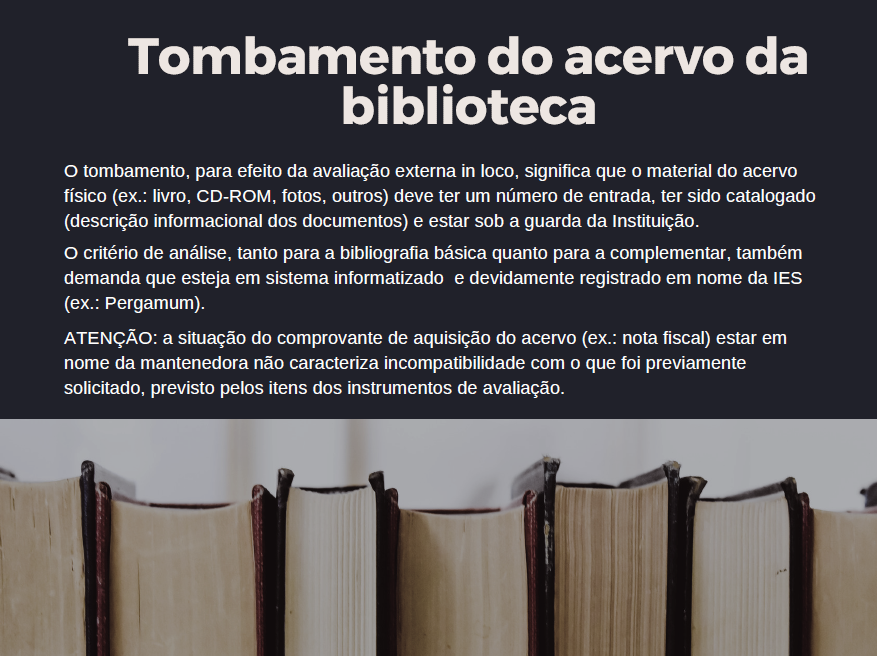 Tombamento do acervo da
biblioteca
O tombamento, para efeito da avaliação externa in loco, significa que o material do acervo
físico (ex.: livro, CD-ROM, fotos, outros) deve ter um número de entrada, ter sido catalogado
(descrição informacional dos documentos) e estar sob a guarda da Instituição.
O critério de análise, tanto para a bibliografia básica quanto para a complementar, também
demanda que esteja em sistema informatizado  e devidamente registrado em nome da IES
(ex.: Pergamum).
ATENÇÃO: a situação do comprovante de aquisição do acervo (ex.: nota fiscal) estar em
nome da mantenedora não caracteriza incompatibilidade com o que foi previamente
solicitado, previsto pelos itens dos instrumentos de avaliação.